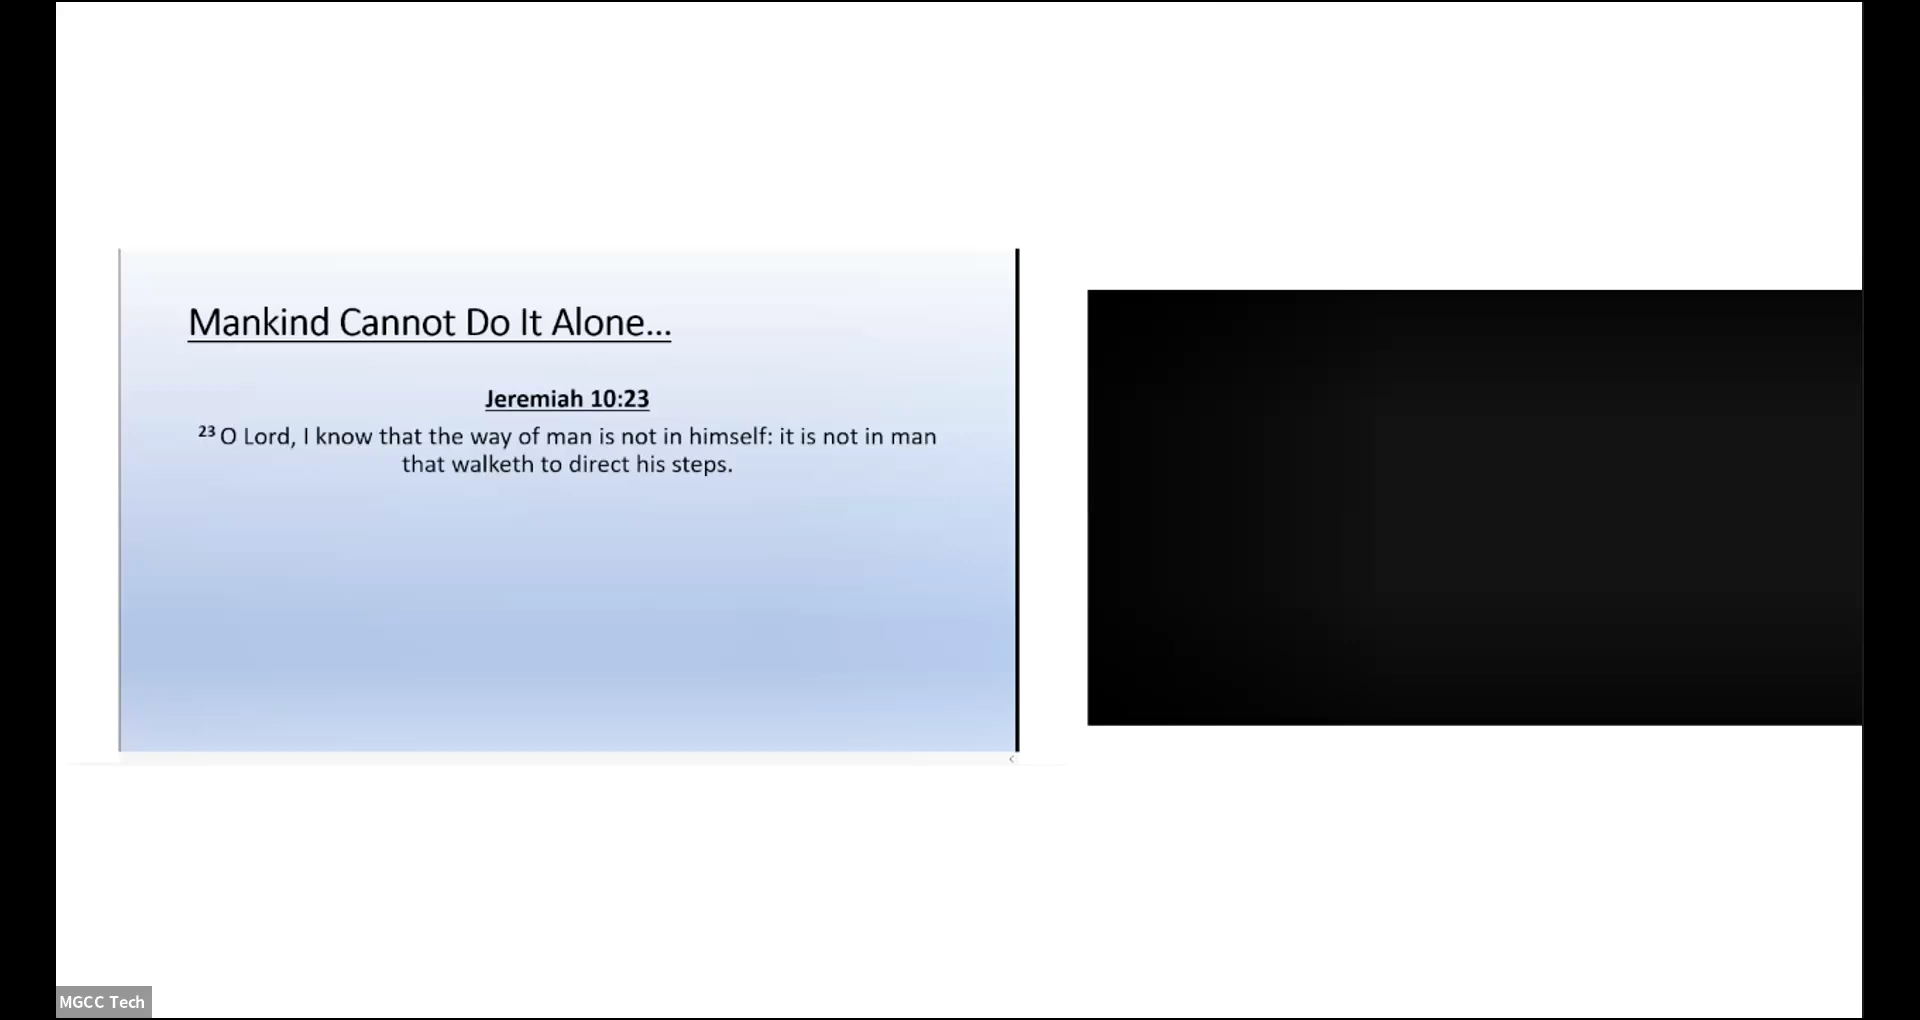 Mankind Cannot Do It Alone...
Jeremiah 10:23
23 O Lord, I know that the way of man is not in himself: it is not in man
that walketh to direct his steps.
MGCC Tech